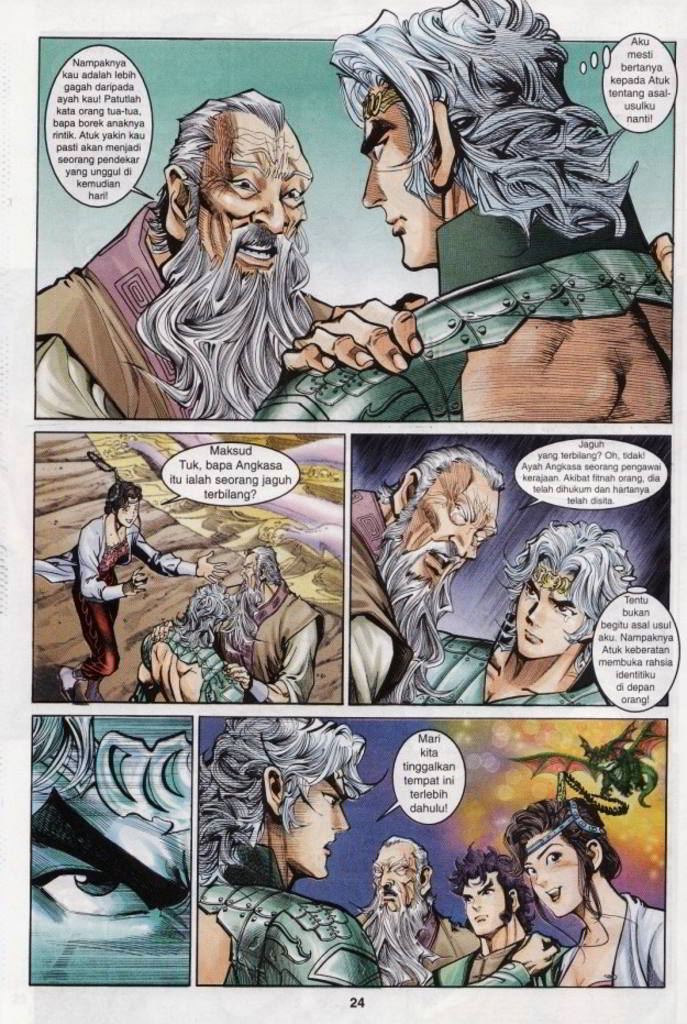 Nampaknya
kau adalah lebih
gagah daripada
ayah kau! Patutlah
kata orang tua-tua,
bapa borek anaknya
rintik. Atuk yakin kau
pasti akan menjadi
seorang pendekar
yang unggul di
kemudian
hari!
Aku
mesti
bertanya
kepada Atuk
tentang asal-
usulku
nanti!
Maksud
Tuk, bapa Angkasa
itu ialah seorang jaguh
terbilang?
Jaguh
yang terbilang? Oh, tidak!
Ayah Angkasa seorang pengawai
kerajaan. Akibat fitnah orang, dia
telah dihukum dan hartanya
telah disita.
Tentu
bukan
begitu asal usul
aku. Nampaknya
Atuk keberatan
membuka rahsia
identitiku
di depan
orang!
Mari
kita
tinggalkan
tempat ini
terlebih
dahulu!
24